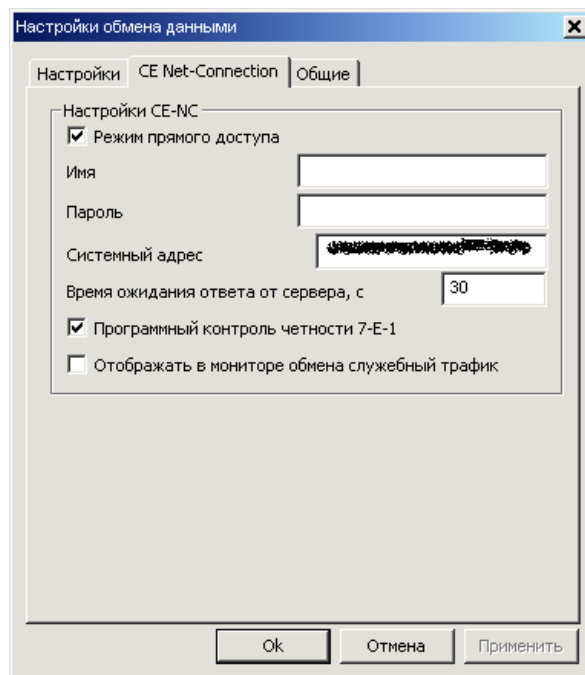 Настройки обмена данными
Настройки CE Net-Connection Общие
Настройки CE-NC
Режим прямого доступа
Имя
Пароль
Системный адрес
Время ожидания ответа от сервера, с 30
Программный контроль четности 7-E-1
Отображать в мониторе обмена служебный трафик
Ok Отмена Применить